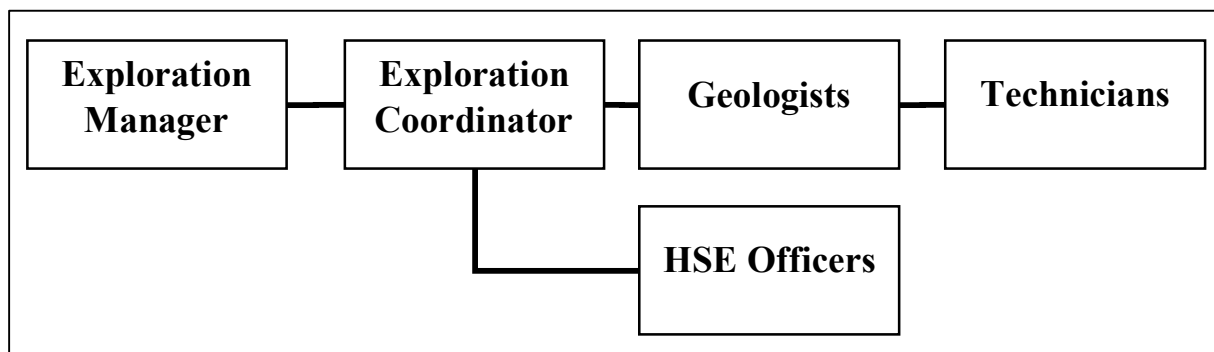 Exploration
Manager
Exploration
Coordinator
Geologists
Technicians
HSE Officers